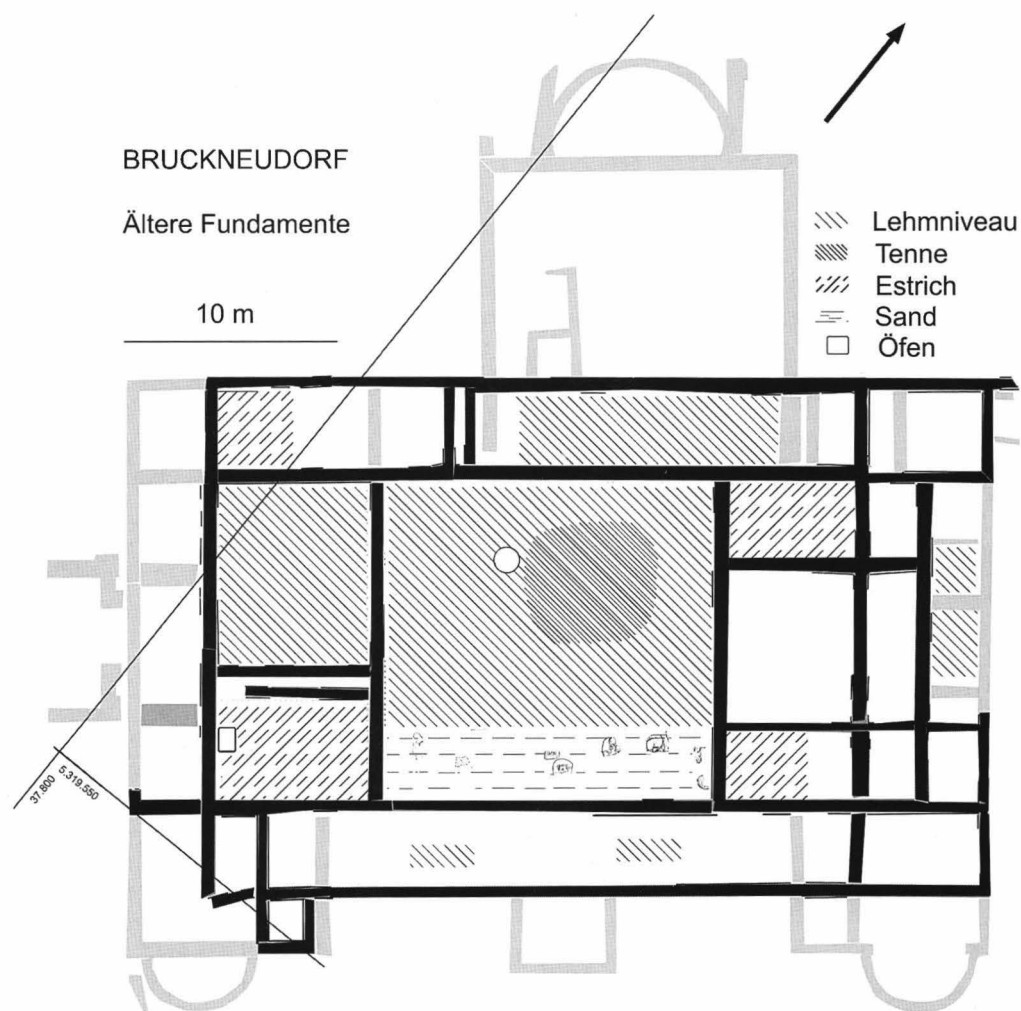 BRUCKNEUDORF
Ältere Fundamente
10 m
Lehmniveau
Tenne
Estrich
Sand
Öfen
37.800
5.319.550